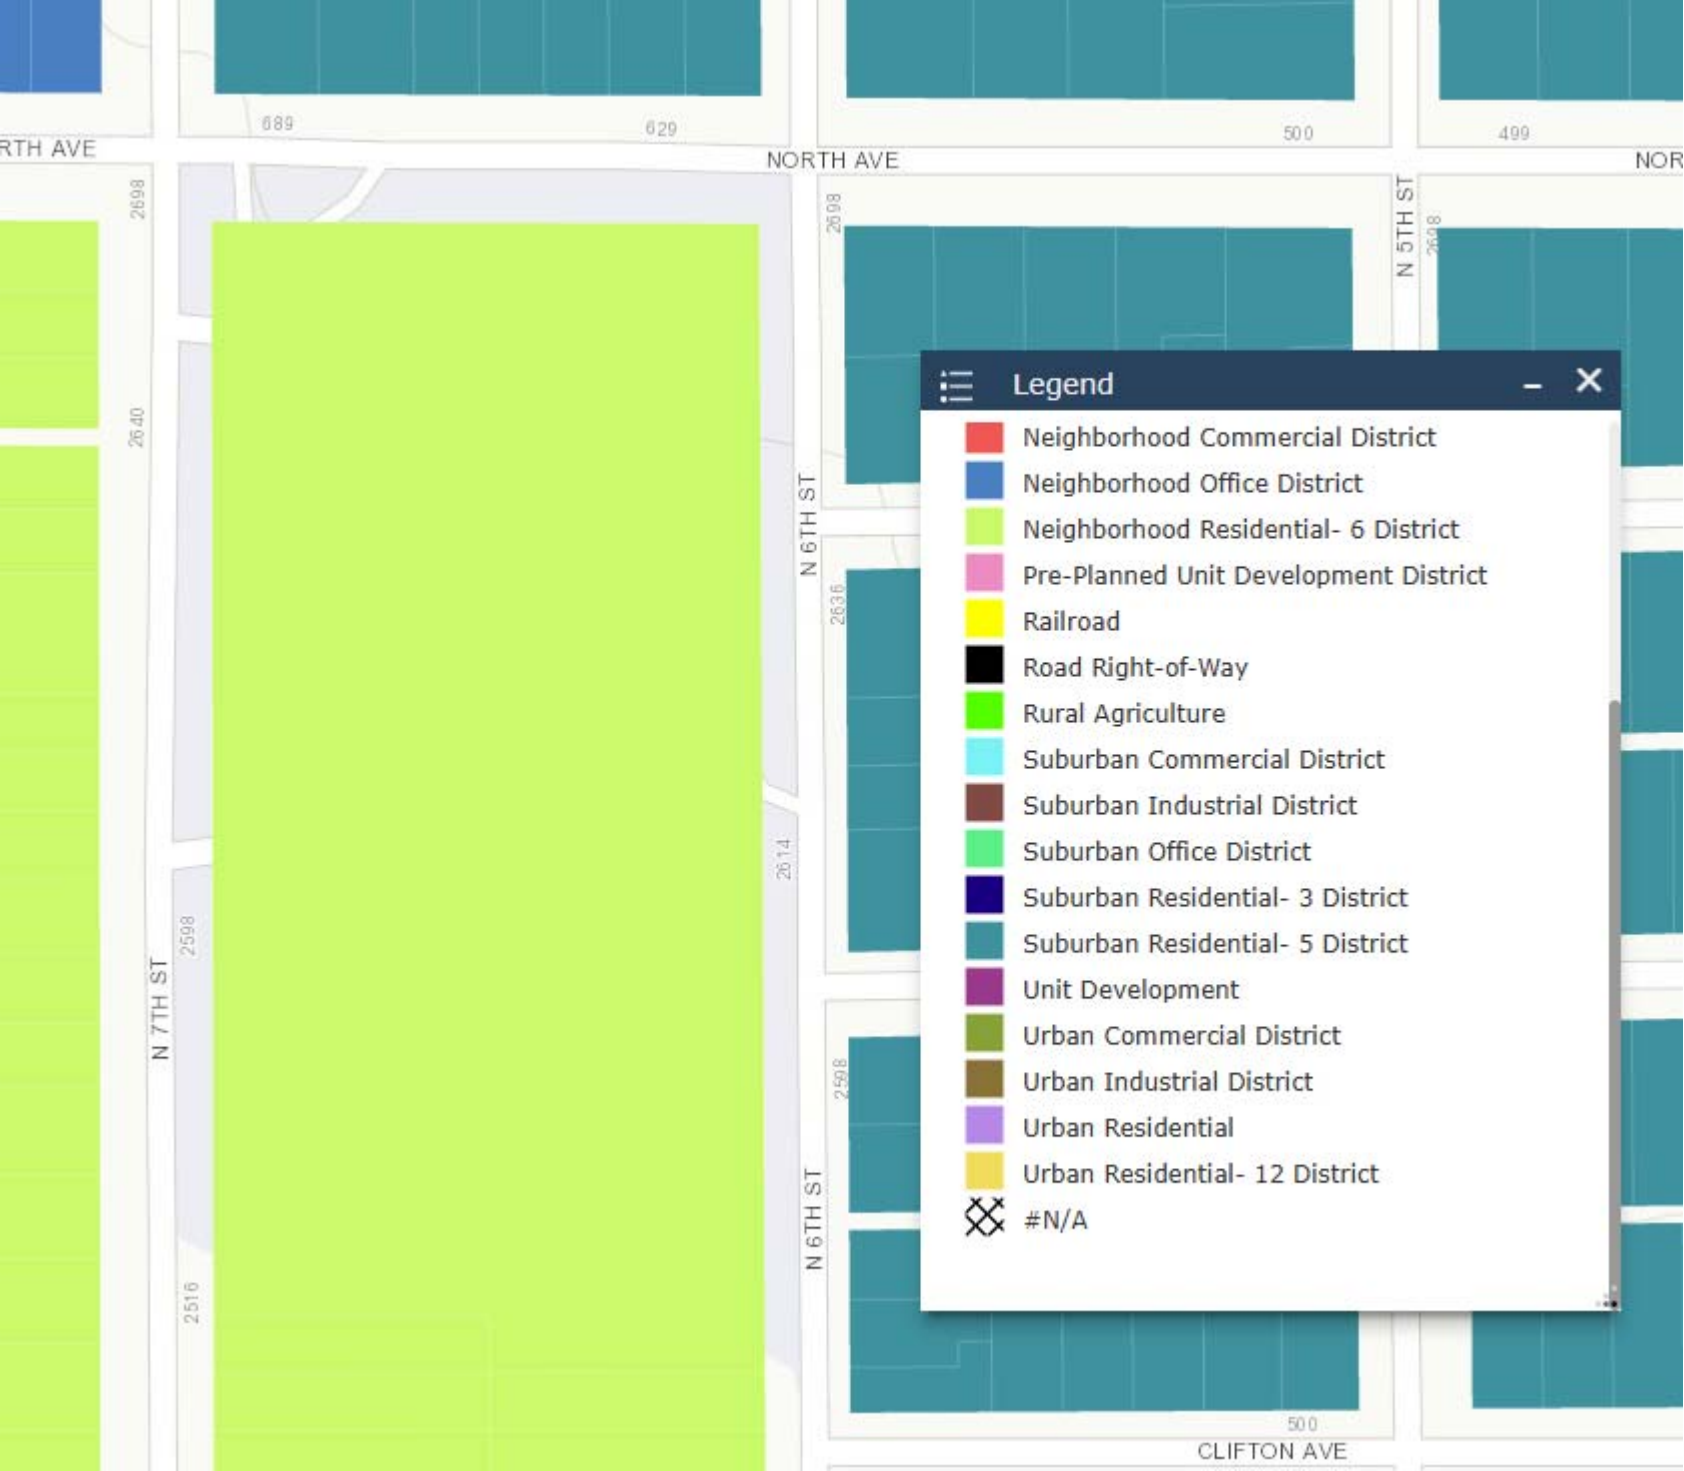 689
629
500
499
RTH AVE
NORTH AVE
NOR
2698
2698
N 5TH ST
2698
2640
N 6TH ST
2636
2614
2598
N 7TH ST
2598
N 6TH ST
2516
500
CLIFTON AVE
Legend
Neighborhood Commercial District
Neighborhood Office District
Neighborhood Residential- 6 District
Pre-Planned Unit Development District
Railroad
Road Right-of-Way
Rural Agriculture
Suburban Commercial District
Suburban Industrial District
Suburban Office District
Suburban Residential- 3 District
Suburban Residential- 5 District
Unit Development
Urban Commercial District
Urban Industrial District
Urban Residential
Urban Residential- 12 District
#N/A